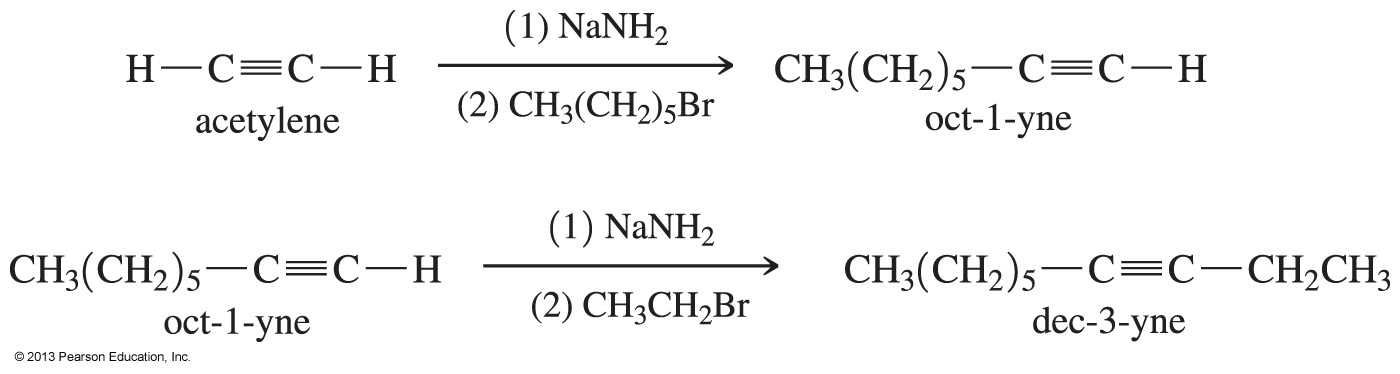 (1) NaNH₂
H—C≡C—H
CH₃(CH₂)₅—C≡C—H
(2) CH₃(CH₂)₅Br
acetylene
oct-1-yne
(1) NaNH₂
CH₃(CH₂)₅—C≡C—H
CH₃(CH₂)₅—C≡C—CH₂CH₃
(2) CH₃CH₂Br
oct-1-yne
dec-3-yne
© 2013 Pearson Education, Inc.